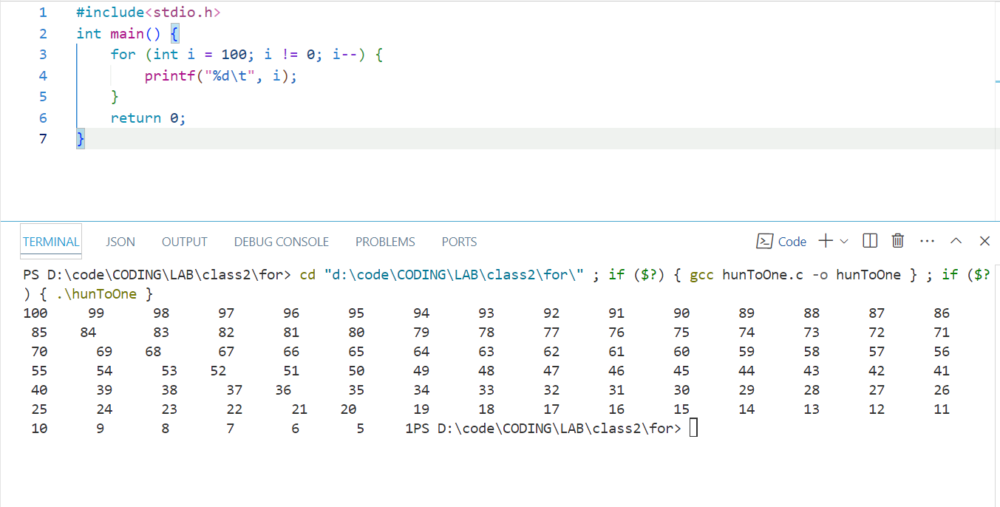 1 #include<stdio.h>
2 int main() {
3 for (int i = 100; i != 0; i--) {
4 printf("%d\t", i);
5 }
6 return 0;
7 }
TERMINAL JSON OUTPUT DEBUG CONSOLE PROBLEMS PORTS Code
PS D:\code\CODING\LAB\class2\for> cd "d:\code\CODING\LAB\class2\for\" ; if ($?) { gcc hunToOne.c -o hunToOne } ; if ($?
) { .\hunToOne }
100 99 98 97 96 95 94 93 92 91 90 89 88 87 86
85 84 83 82 81 80 79 78 77 76 75 74 73 72 71
70 69 68 67 66 65 64 63 62 61 60 59 58 57 56
55 54 53 52 51 50 49 48 47 46 45 44 43 42 41
40 39 38 37 36 35 34 33 32 31 30 29 28 27 26
25 24 23 22 21 20 19 18 17 16 15 14 13 12 11
10 9 8 7 6 5 1PS D:\code\CODING\LAB\class2\for>